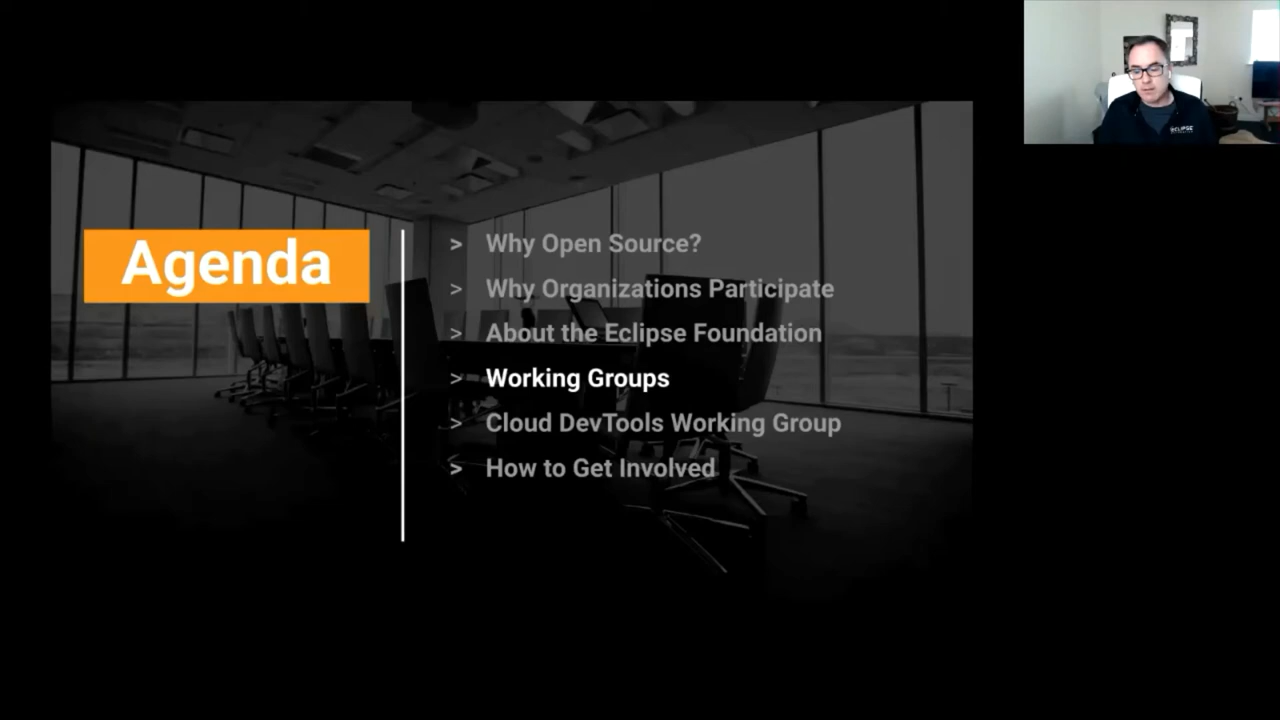 Agenda
> Why Open Source?
> Why Organizations Participate
> About the Eclipse Foundation
> Working Groups
> Cloud DevTools Working Group
> How to Get Involved
ECLIPSE